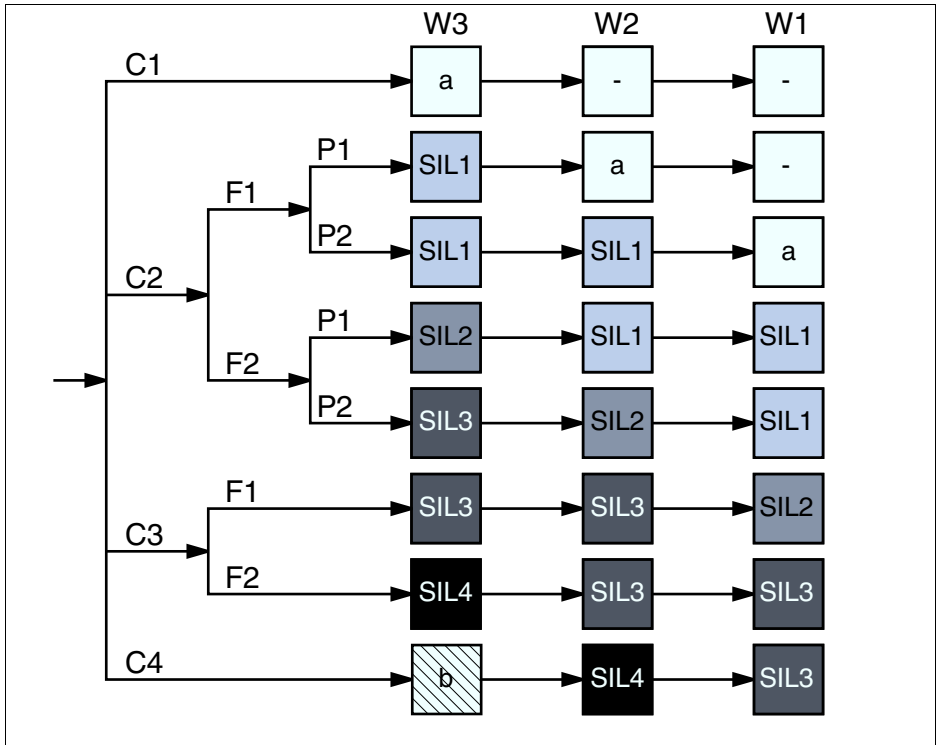 W3 W2 W1
C1 a - -
P1 SIL1 a -
F1
P2 SIL1 SIL1 a
C2
P1 SIL2 SIL1 SIL1
F2
P2 SIL3 SIL2 SIL1
F1 SIL3 SIL3 SIL2
C3
F2 SIL4 SIL3 SIL3
C4 b SIL4 SIL3